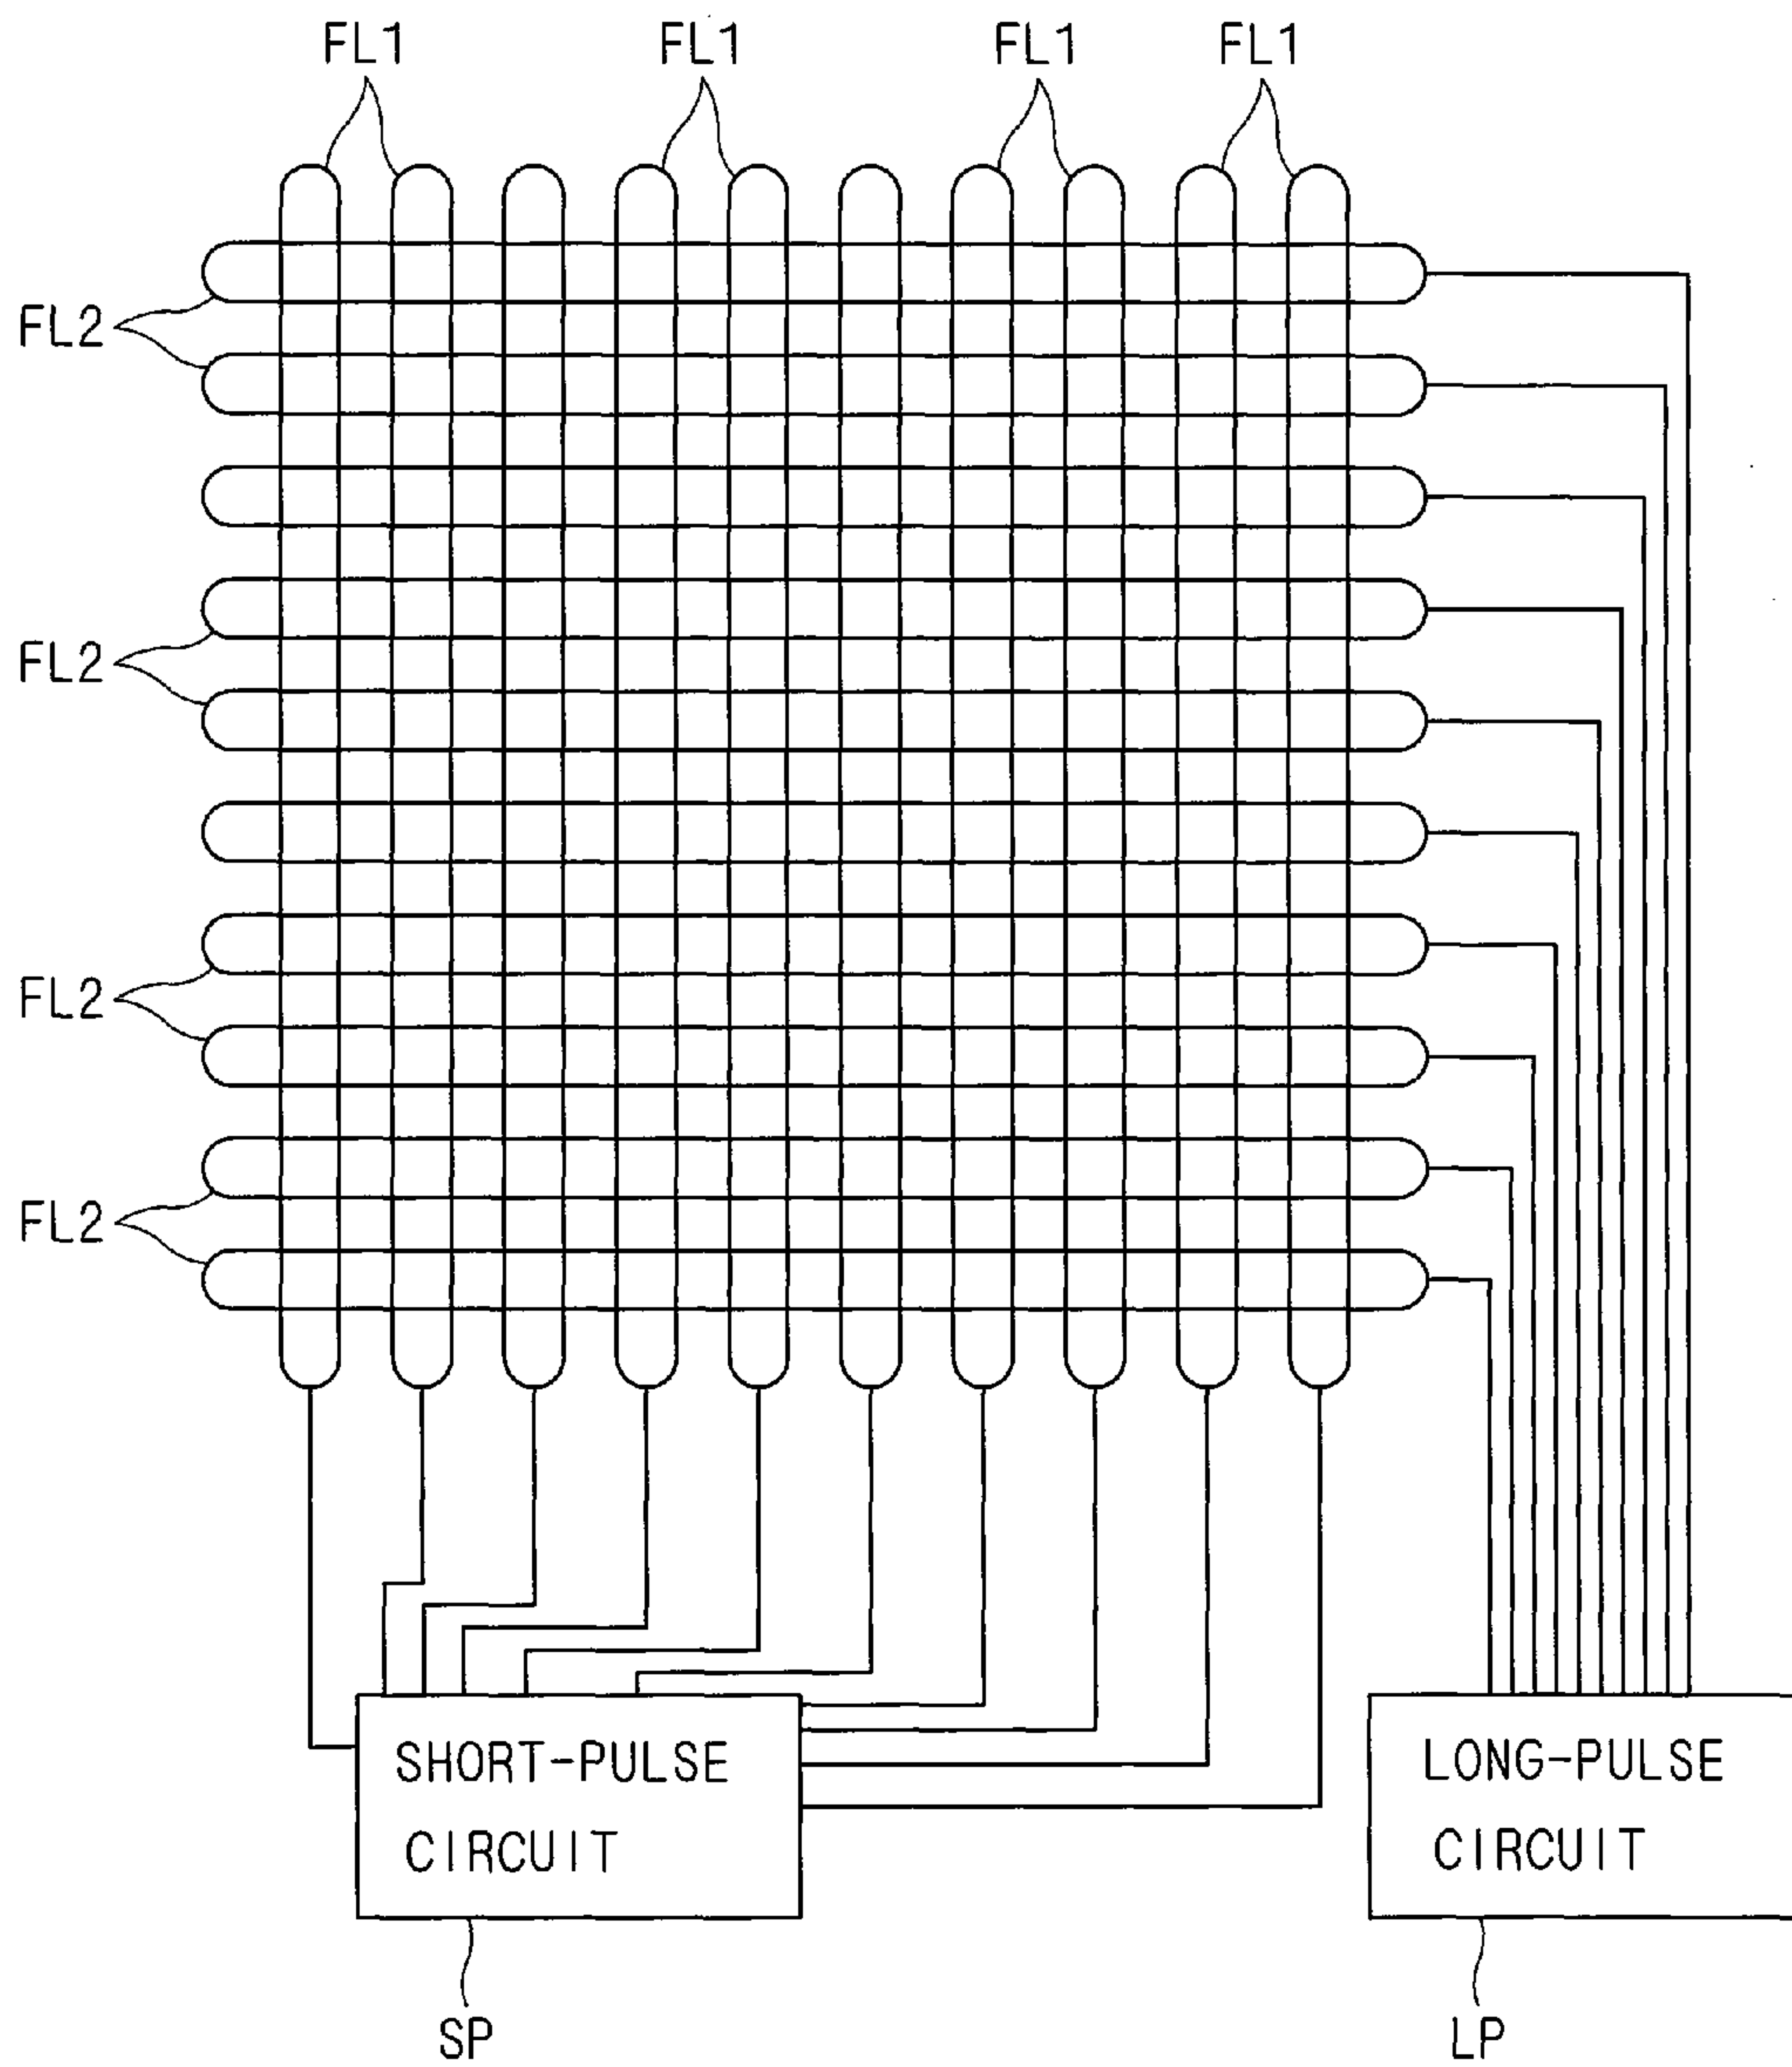 FL1
FL1
FL1
FL1
FL2
FL2
FL2
FL2
SHORT-PULSE
CIRCUIT
LONG-PULSE
CIRCUIT
SP
LP